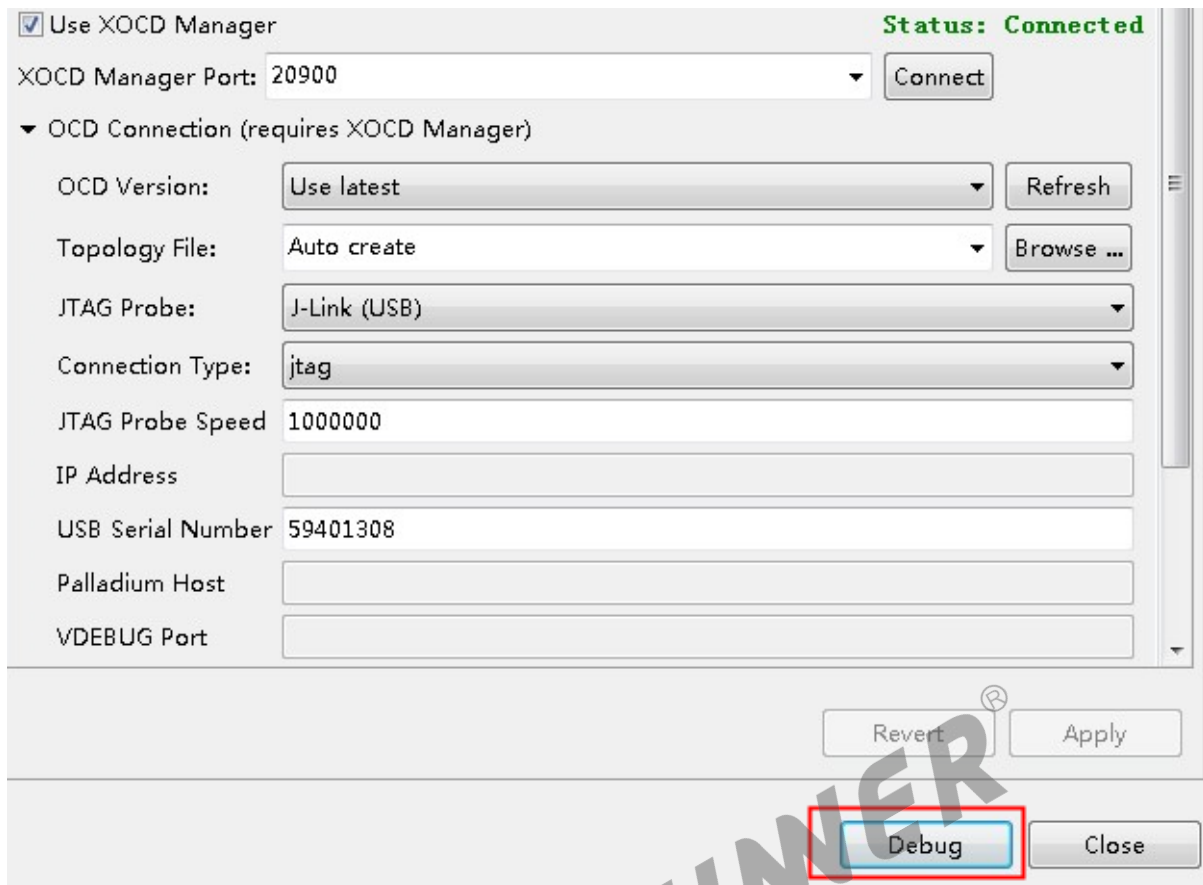 Use XOCD Manager Status: Connected
XOCD Manager Port: 20900 Connect
OCD Connection (requires XOCD Manager)
OCD Version: Use latest Refresh
Topology File: Auto create Browse ...
JTAG Probe: J-Link (USB)
Connection Type: jtag
JTAG Probe Speed 1000000
IP Address
USB Serial Number 59401308
Palladium Host
VDEBUG Port
Revert Apply
Debug Close